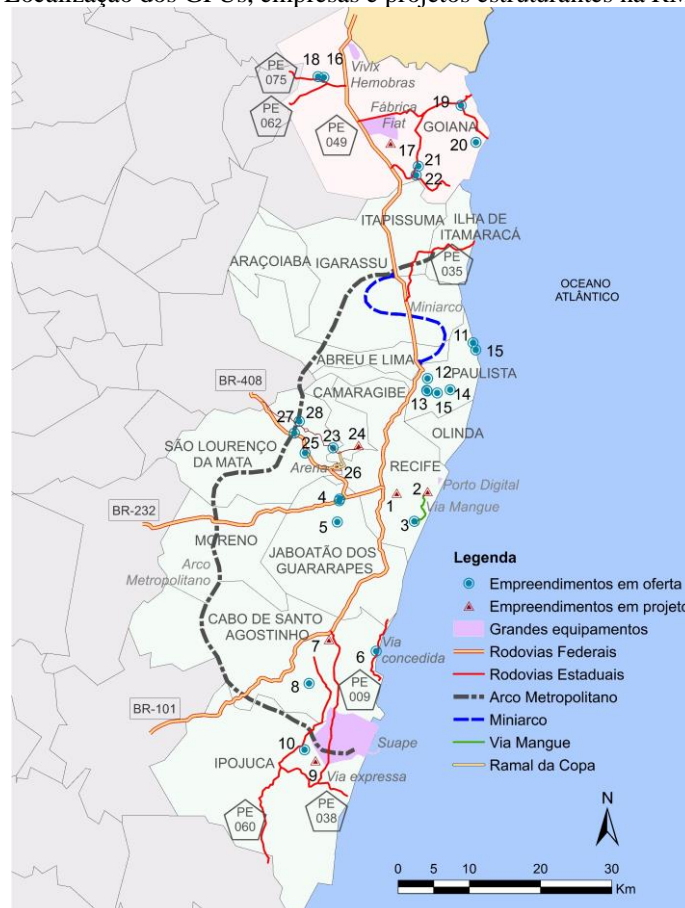 Localização dos GPUs, empresas e projetos estruturantes na RM
18 16
PE
075
Vivix
Hemobras
PE
062
Fábrica
Fiat
19
PE
049
GOIANA
17
20
21
22
ITAPISSUMA
ILHA DE
ITAMARACÁ
ARAÇOIABA
IGARASSU
PE
035
OCEANO
ATLÂNTICO
Miniarco
11
15
ABREU E LIMA
12
PAULISTA
BR-408
CAMARAGIBE
13 15 14
27 28
23 24
OLINDA
SÃO LOURENÇO
DA MATA
25
Arena
26
RECIFE
Porto Digital
4
1
2
Via Mangue
BR-232
5
3
MORENO
JABOATÃO DOS
GUARARAPES
Arco
Metropolitano
CABO DE SANTO
AGOSTINHO
7
Via
concedida
6
8
PE
009
BR-101
Suape
10
IPOJUCA
9
Via expressa
PE
060
PE
038
Legenda
Empreendimentos em oferta
Empreendimentos em projeto
Grandes equipamentos
Rodovias Federais
Rodovias Estaduais
Arco Metropolitano
Miniarco
Via Mangue
Ramal da Copa
N
0 5 10 20 30
Km